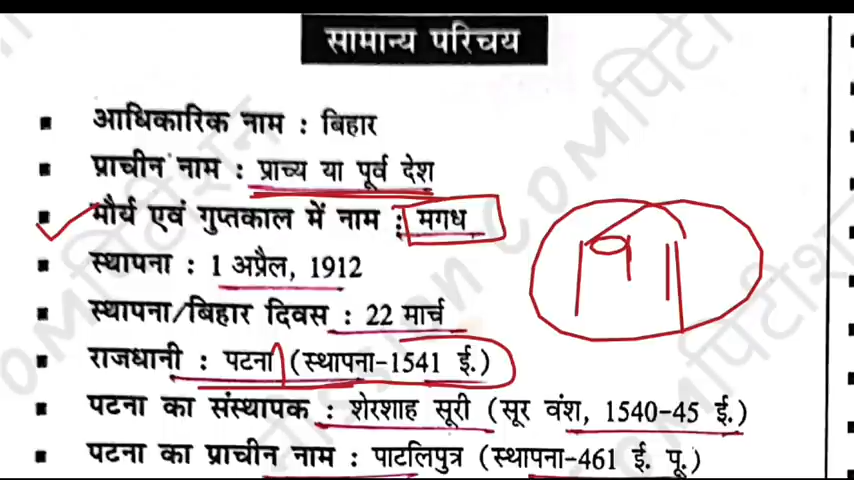 सामान्य परिचय
▪ आधिकारिक नाम : बिहार
▪ प्राचीन नाम : प्राच्य या पूर्व देश
▪ मौर्य एवं गुप्तकाल में नाम : मगध
▪ स्थापना : 1 अप्रैल, 1912
▪ स्थापना/बिहार दिवस : 22 मार्च
▪ राजधानी : पटना (स्थापना-1541 ई.)
▪ पटना का संस्थापक : शेरशाह सूरी (सूर वंश, 1540-45 ई.)
▪ पटना का प्राचीन नाम : पाटलिपुत्र (स्थापना-461 ई. पू.)